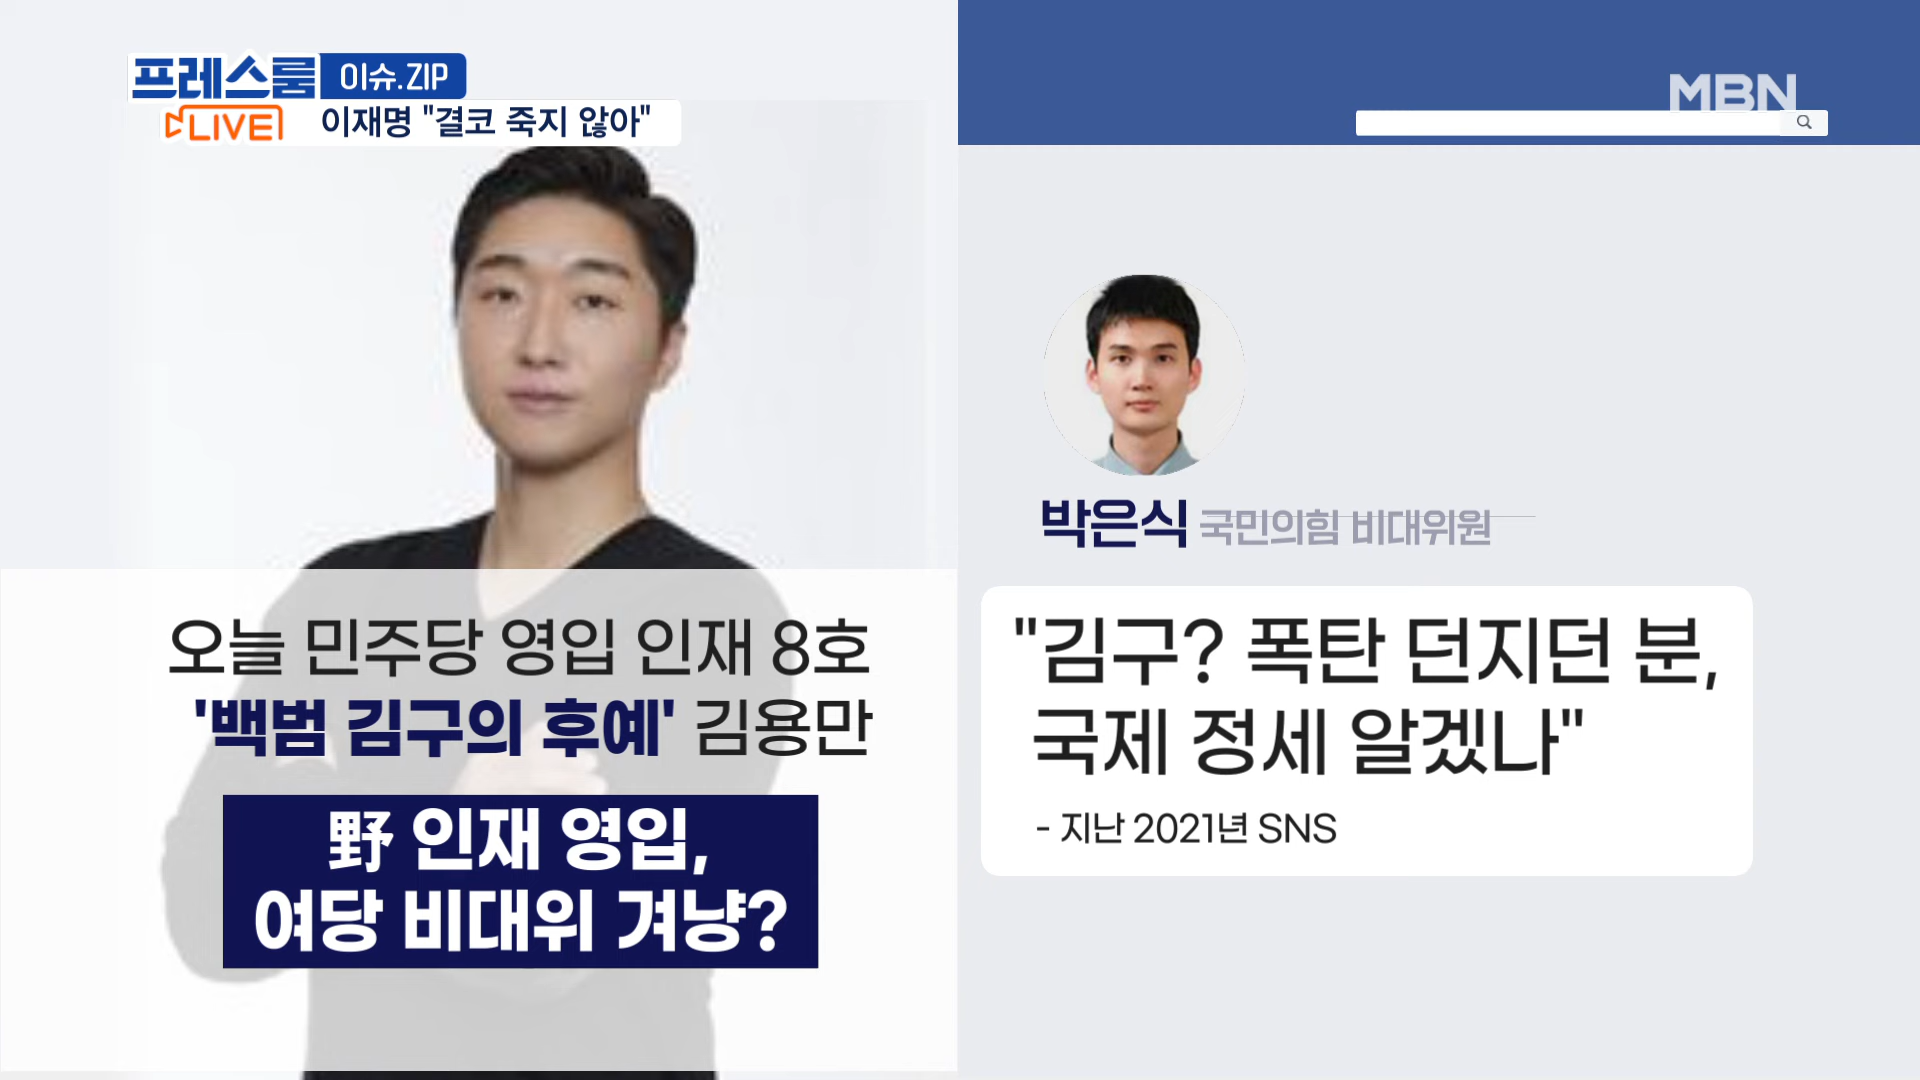 프레스룸 이슈.ZIP
LIVE 이재명 "결코 죽지 않아"
MBN
오늘 민주당 영입 인재 8호
'백범 김구의 후예' 김용만
野 인재 영입,
여당 비대위 겨냥?
박은식 국민의힘 비대위원
"김구? 폭탄 던지던 분,
국제 정세 알겠나"
- 지난 2021년 SNS